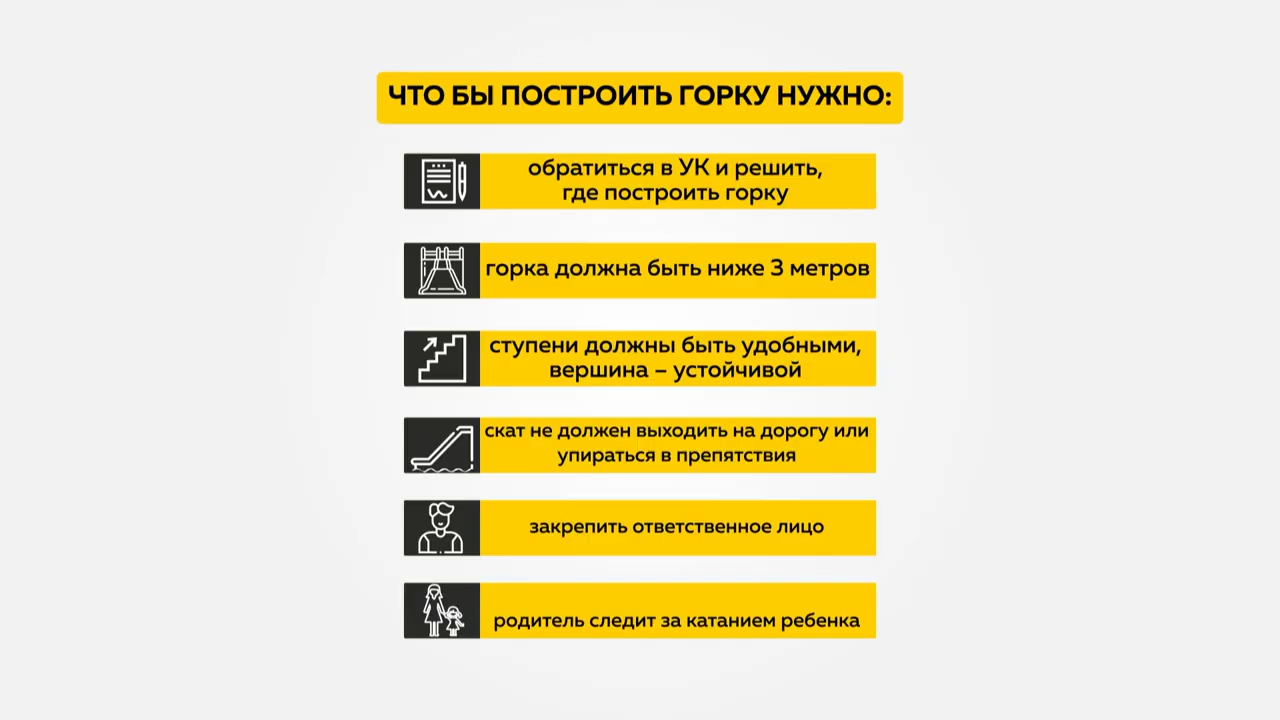 ЧТО БЫ ПОСТРОИТЬ ГОРКУ НУЖНО:
обратиться в УК и решить,
где построить горку
горка должна быть ниже 3 метров
ступени должны быть удобными,
вершина – устойчивой
скат не должен выходить на дорогу или
упираться в препятствия
закрепить ответственное лицо
родитель следит за катанием ребенка